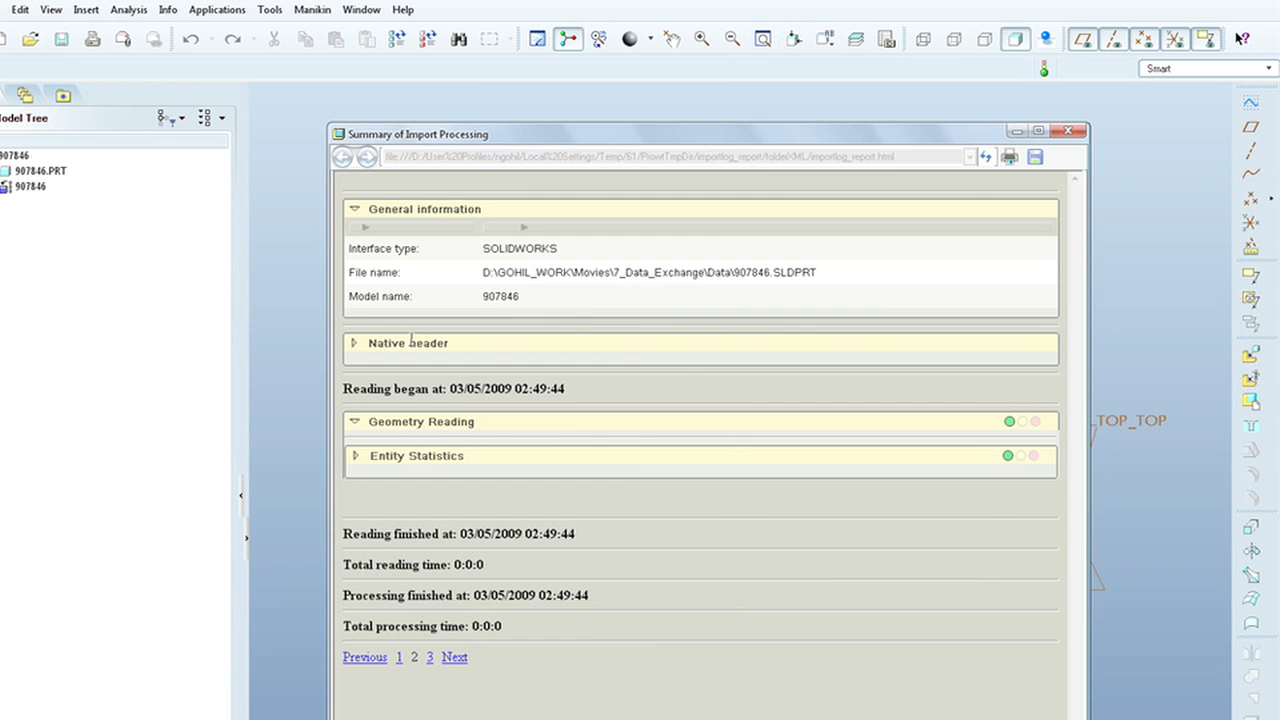 Edit View Insert Analysis Info Applications Tools Manikin Window Help
Smart
Model Tree
907846
907846.PRT
907846
Summary of Import Processing
file:///D:/User%20Profiles/ngohil/Local%20Settings/Temp/61/ProwtTmpDir/importlog_report/folderXML/importlog_report.html
General information
Interface type: SOLIDWORKS
File name: D:\GOHIL_WORK\Movies\7_Data_Exchange\Data\907846.SLDPRT
Model name: 907846
Native header
Reading began at: 03/05/2009 02:49:44
Geometry Reading
_TOP_TOP
Entity Statistics
Reading finished at: 03/05/2009 02:49:44
Total reading time: 0:0:0
Processing finished at: 03/05/2009 02:49:44
Total processing time: 0:0:0
Previous 1 2 3 Next